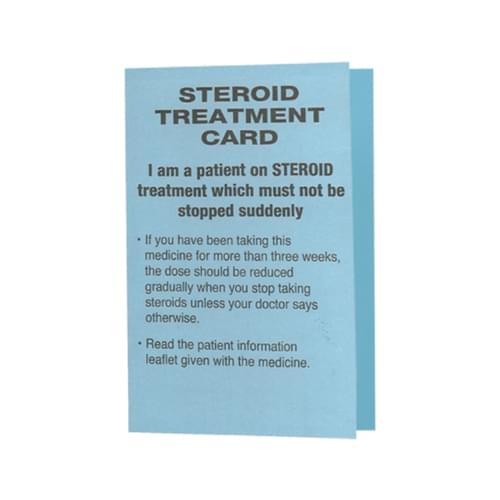 STEROID
TREATMENT
CARD
I am a patient on STEROID
treatment which must not be
stopped suddenly
• If you have been taking this
medicine for more than three weeks,
the dose should be reduced
gradually when you stop taking
steroids unless your doctor says
otherwise.
• Read the patient information
leaflet given with the medicine.